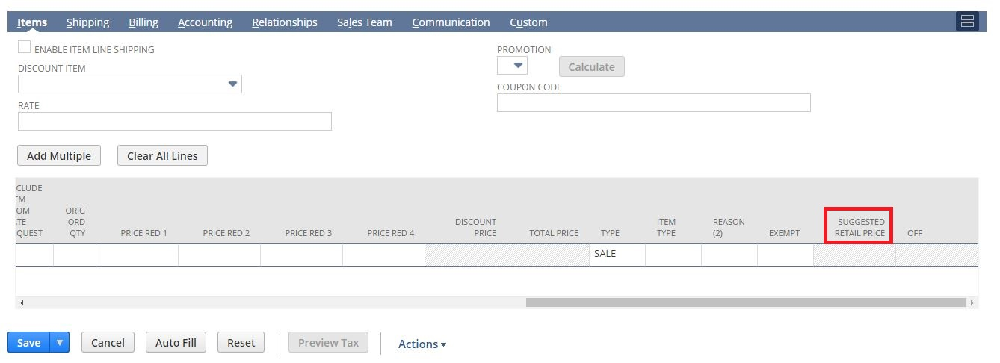 Items Shipping Billing Accounting Relationships Sales Team Communication Custom
ENABLE ITEM LINE SHIPPING
DISCOUNT ITEM
RATE
PROMOTION
Calculate
COUPON CODE
Add Multiple Clear All Lines
CLUDE
EM
OM
ATE
QUEST
ORIG
ORD
QTY
PRICE RED 1
PRICE RED 2
PRICE RED 3
PRICE RED 4
DISCOUNT
PRICE
TOTAL PRICE
TYPE
ITEM
TYPE
REASON
(2)
EXEMPT
SUGGESTED
RETAIL PRICE
OFF
SALE
Save Cancel Auto Fill Reset Preview Tax Actions